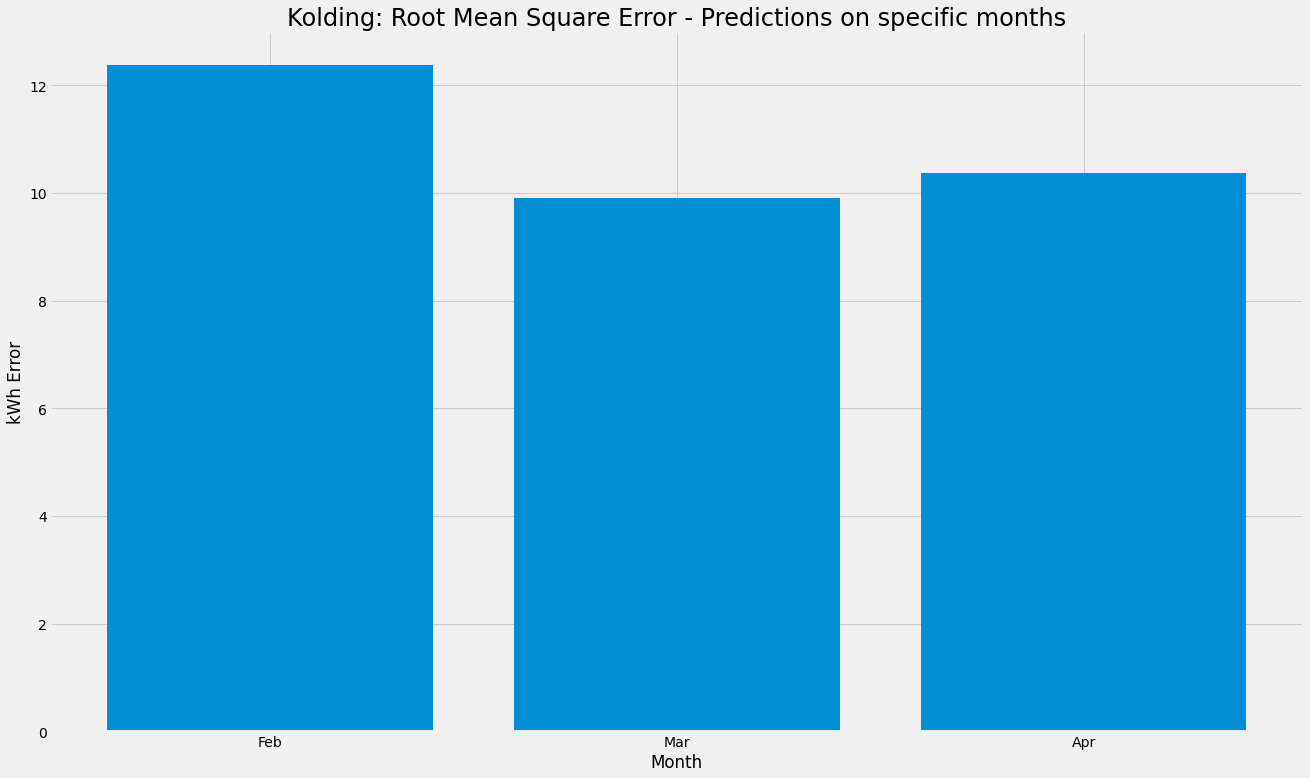 Kolding: Root Mean Square Error - Predictions on specific months
12
10
8
6
4
2
0
kWh Error
Feb Mar Apr
Month